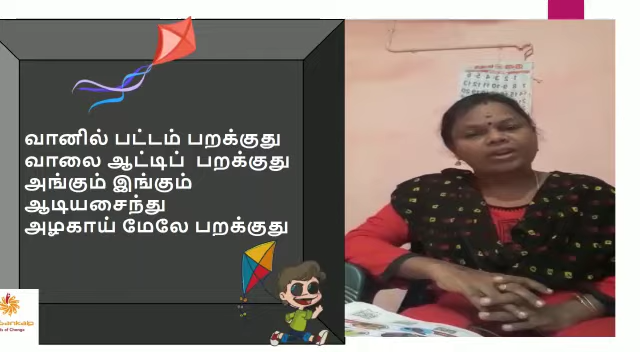 வானில் பட்டம் பறக்குது
வாலை ஆட்டிப் பறக்குது
அங்கும் இங்கும்
ஆடியசைந்து
அழகாய் மேலே பறக்குது